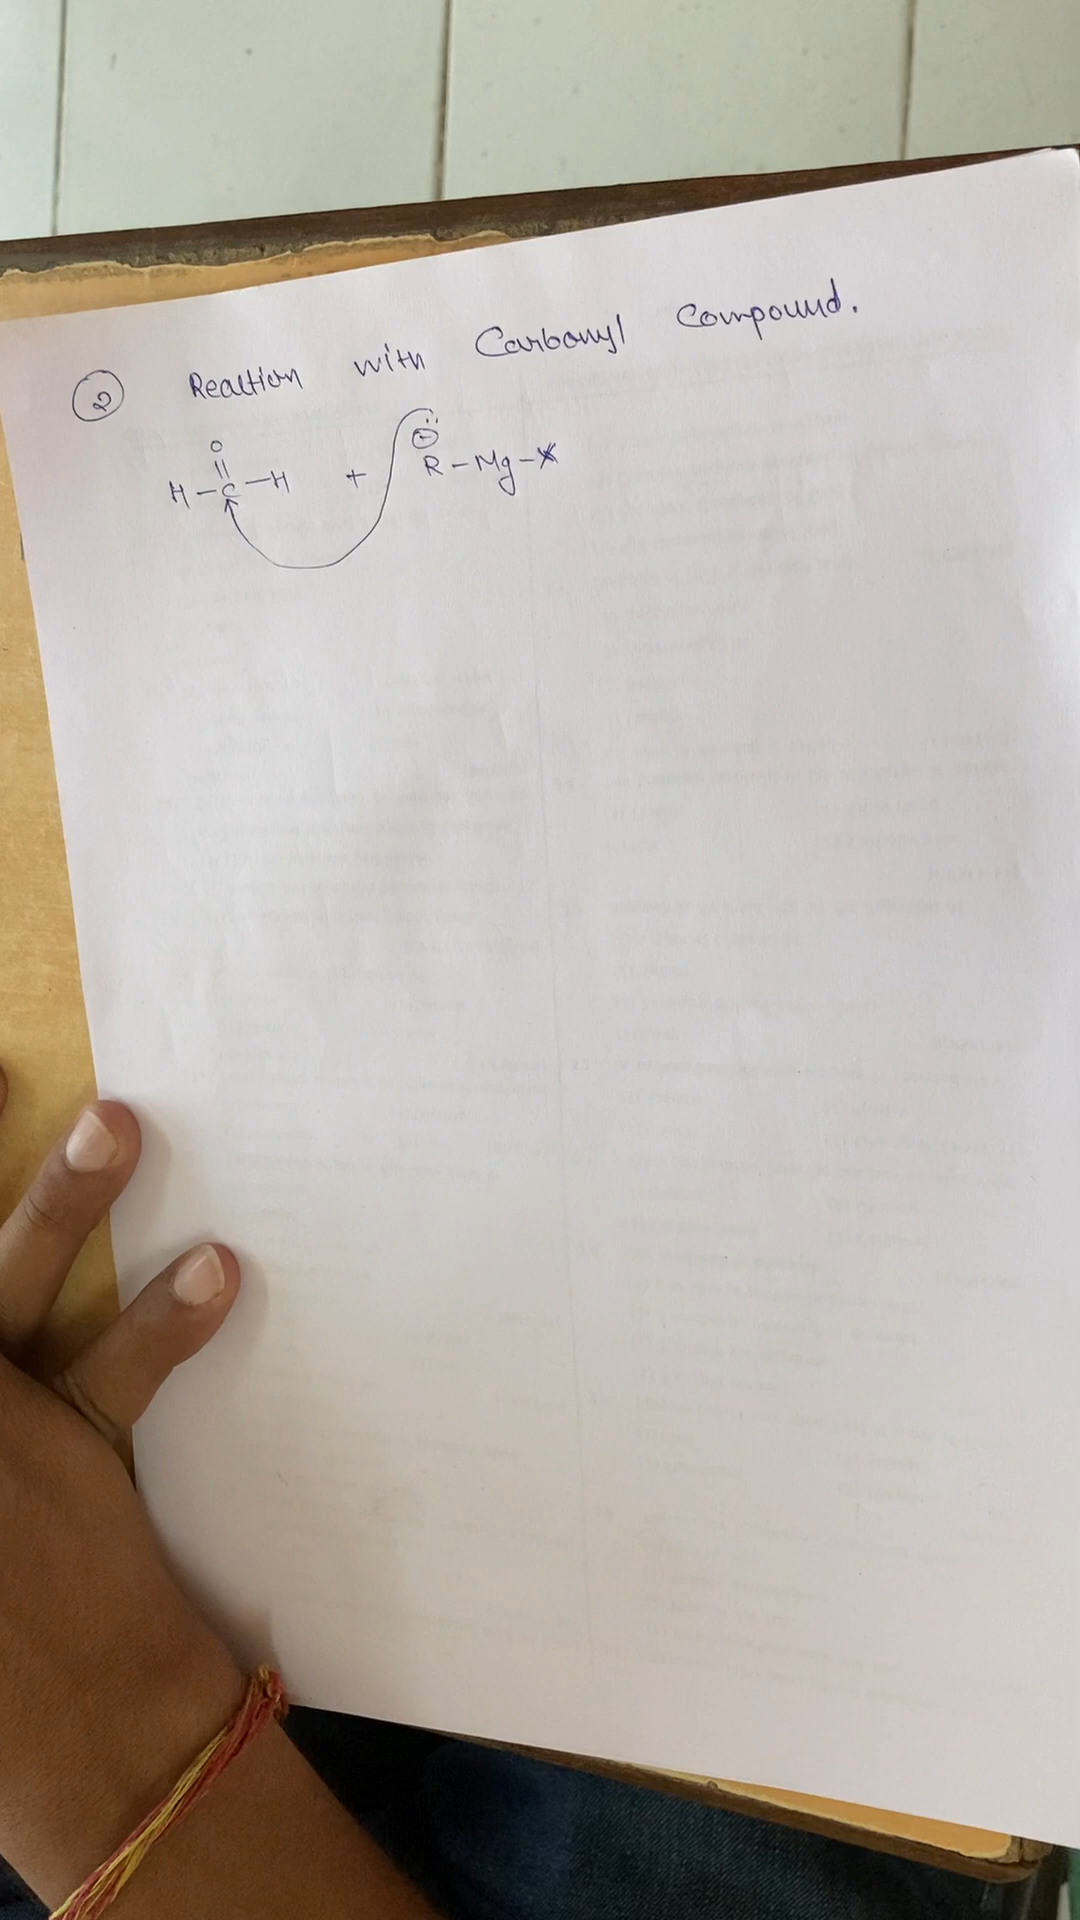 ② Reaction with Carbonyl Compound.
O
||
H-C-H + R-Mg-X